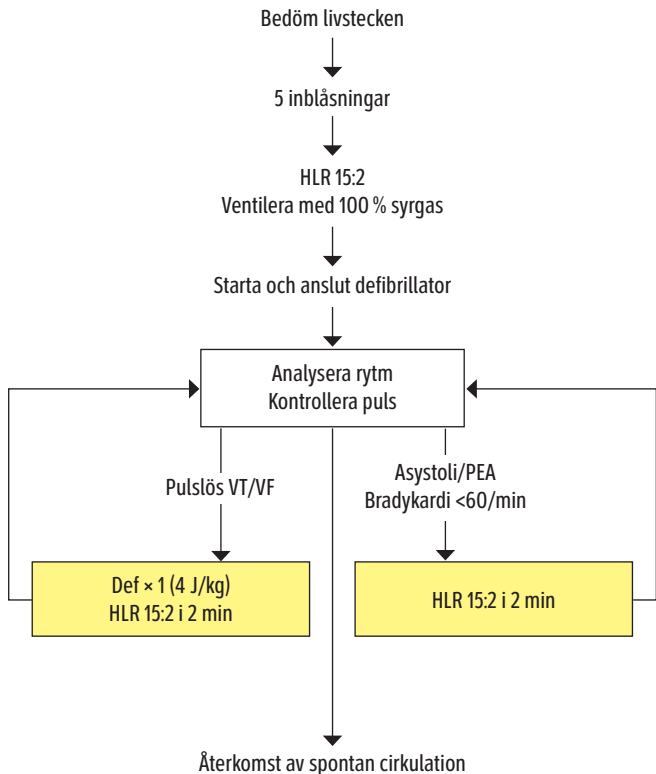 Bedöm livstecken
5 inblåsningar
HLR 15:2
Ventilera med 100 % syrgas
Starta och anslut defibrillator
Analysera rytm
Kontrollera puls
Pulslös VT/VF
Asystoli/PEA
Bradykardi <60/min
Def × 1 (4 J/kg)
HLR 15:2 i 2 min
HLR 15:2 i 2 min
Återkomst av spontan cirkulation